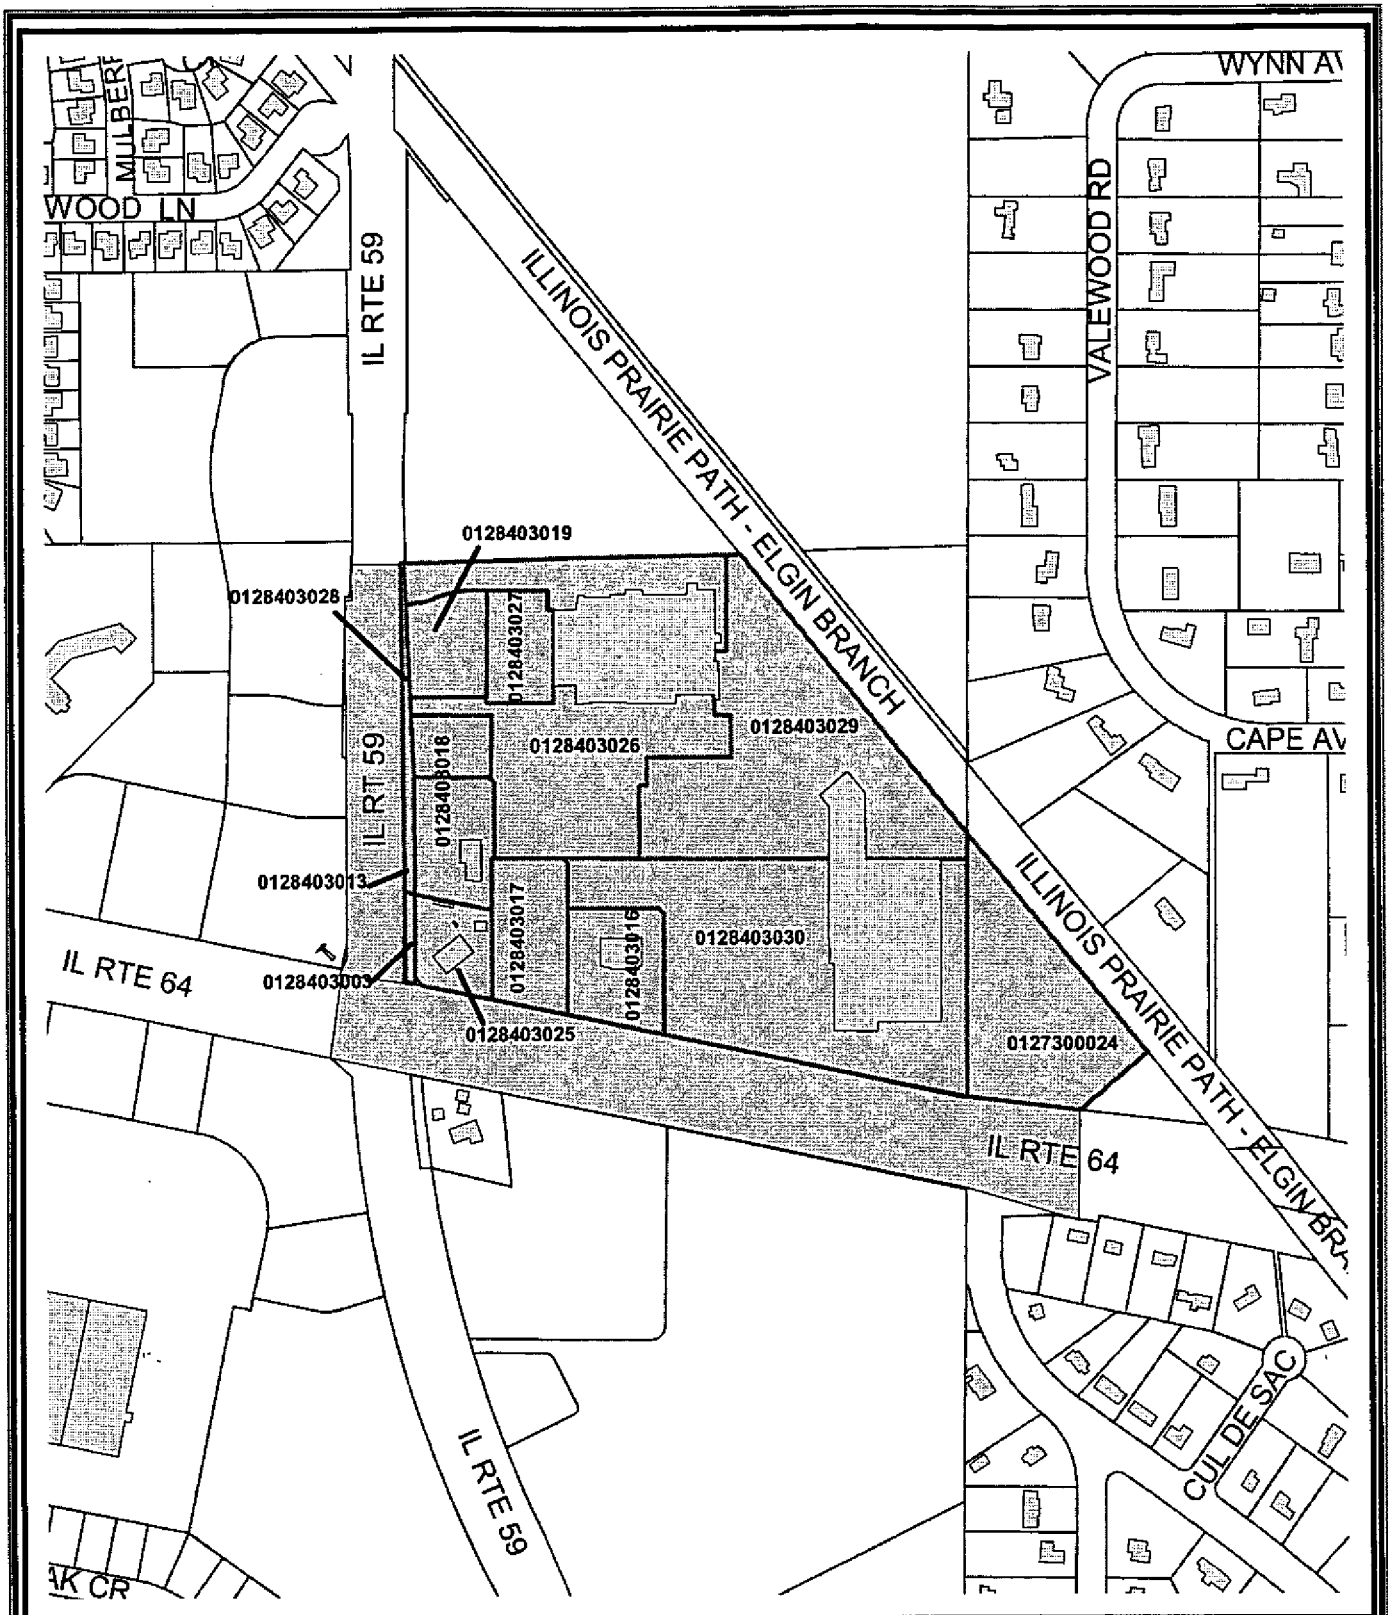 WYNN AV
MULBERR
WOOD LN
IL RTE 59
VALEWOOD RD
ILLINOIS PRAIRIE PATH - ELGIN BRANCH
0128403019
0128403028
0128403027
0128403029
0128403026
CAPE AV
IL RT 59
0128403018
0128403013
0128403017
0128403016
0128403030
ILLINOIS PRAIRIE PATH - ELGIN BRA
IL RTE 64
0128403003
0128403025
0127300024
IL RTE 64
CUL DE SAC
IL RTE 59
AK CR